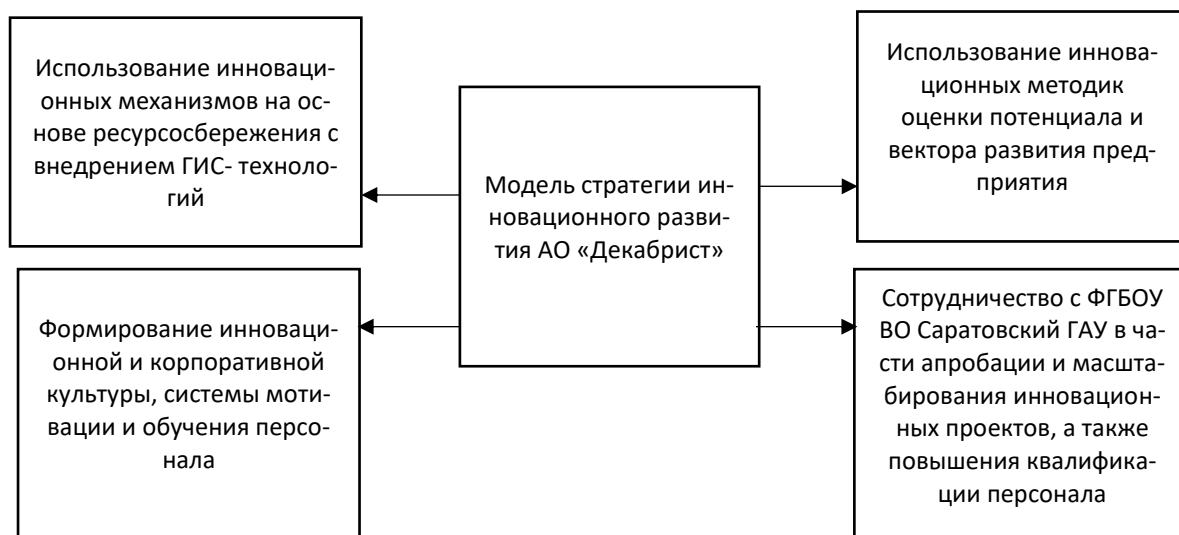 Использование инноваци-
онных механизмов на ос-
нове ресурсосбережения с
внедрением ГИС- техноло-
гий
Модель стратегии ин-
новационного разви-
тия АО «Декабрист»
Использование иннова-
ционных методик
оценки потенциала и
вектора развития пред-
приятия
Формирование инноваци-
онной и корпоративной
культуры, системы моти-
вации и обучения персо-
нала
Сотрудничество с ФГБОУ
ВО Саратовский ГАУ в ча-
сти апробации и масшта-
бирования инновацион-
ных проектов, а также
повышения квалифика-
ции персонала